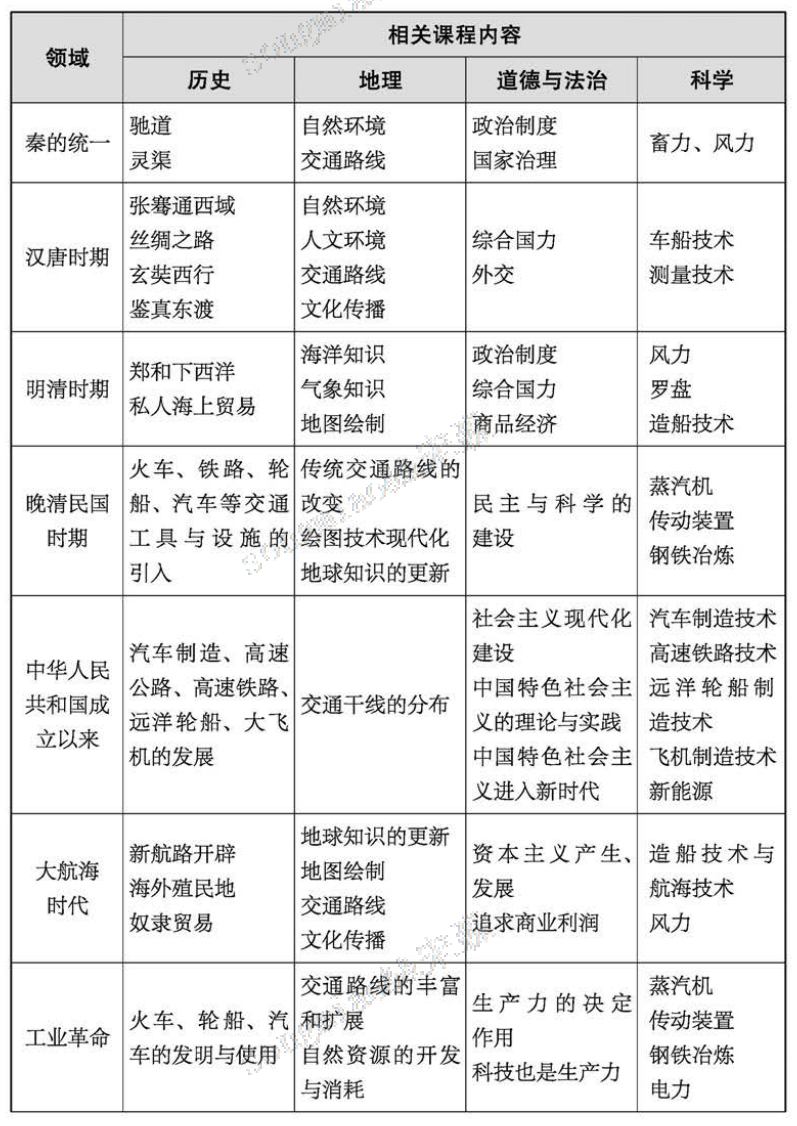 领域
相关课程内容
历史
地理
道德与法治
科学
秦的统一
驰道
灵渠
自然环境
交通路线
政治制度
国家治理
畜力、风力
汉唐时期
张骞通西域
丝绸之路
玄奘西行
鉴真东渡
自然环境
人文环境
交通路线
文化传播
综合国力
外交
车船技术
测量技术
明清时期
郑和下西洋
私人海上贸易
海洋知识
气象知识
地图绘制
政治制度
综合国力
商品经济
风力
罗盘
造船技术
晚清民国
时期
火车、铁路、轮
船、汽车等交通
工具与设施的
引入
传统交通路线的
改变
绘图技术现代化
地球知识的更新
民主与科学的
建设
蒸汽机
传动装置
钢铁冶炼
中华人民
共和国成
立以来
汽车制造、高速
公路、高速铁路、
远洋轮船、大飞
机的发展
交通干线的分布
社会主义现代化
建设
中国特色社会主
义的理论与实践
中国特色社会主
义进入新时代
汽车制造技术
高速铁路技术
远洋轮船制
造技术
飞机制造技术
新能源
大航海
时代
新航路开辟
海外殖民地
奴隶贸易
地球知识的更新
地图绘制
交通路线
文化传播
资本主义产生、
发展
追求商业利润
造船技术与
航海技术
风力
工业革命
火车、轮船、汽
车的发明与使用
交通路线的丰富
和扩展
自然资源的开发
与消耗
生产力的决定
作用
科技也是生产力
蒸汽机
传动装置
钢铁冶炼
电力